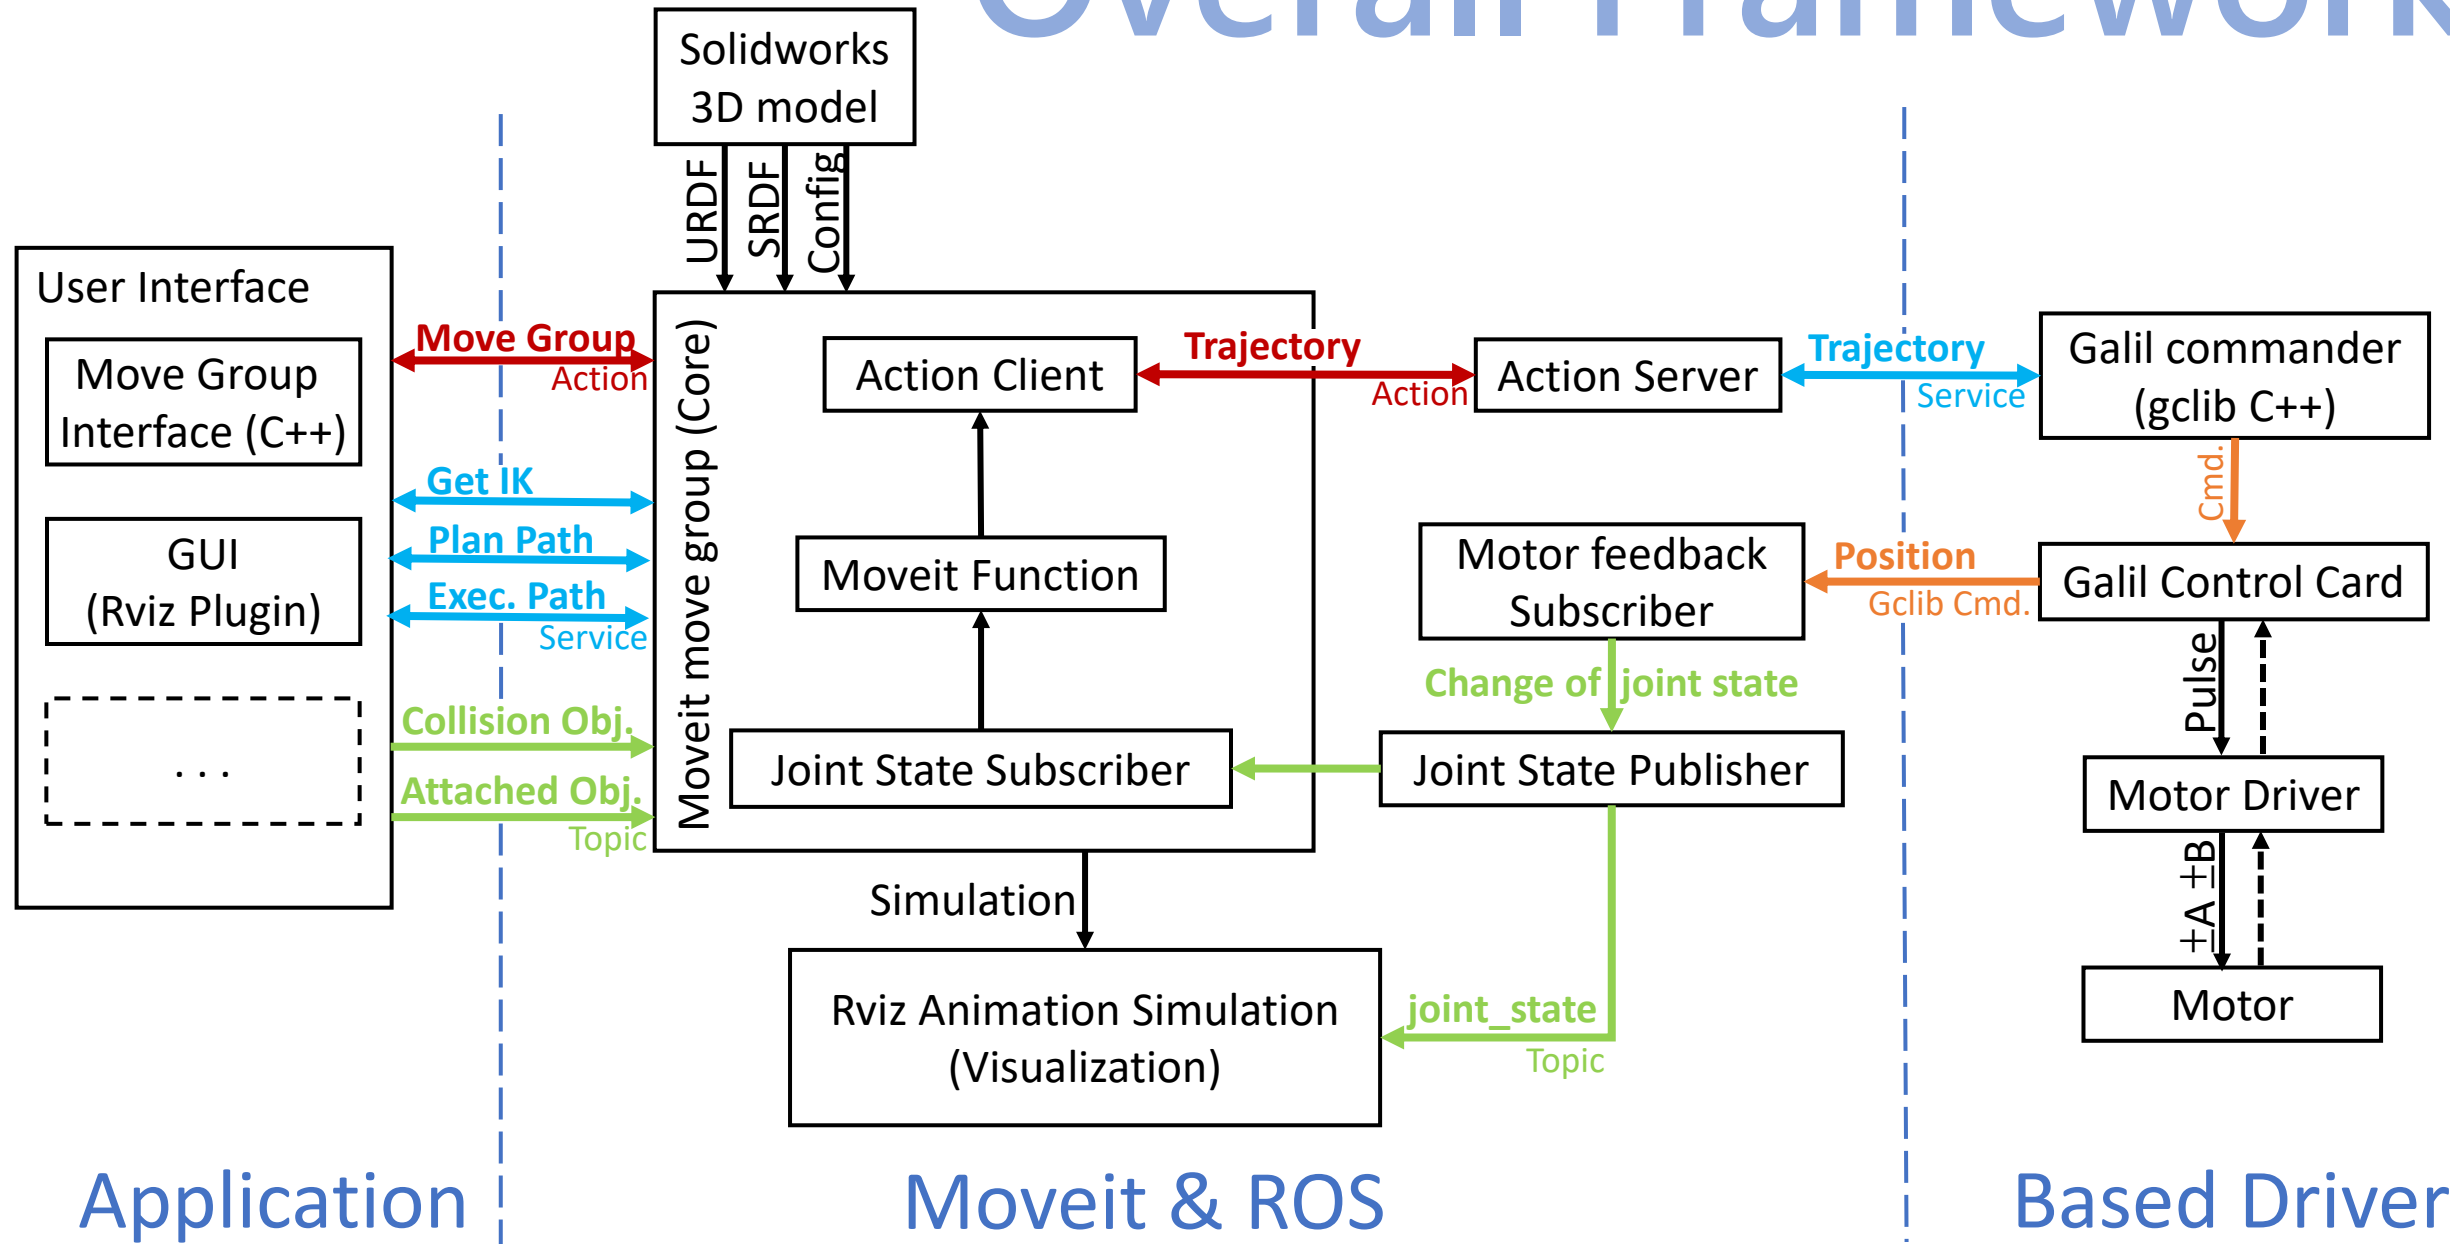 Overall Framework
Solidworks
3D model
URDF
SRDF
Config
User Interface
Move Group
Interface (C++)
GUI
(Rviz Plugin)
. . .
Move Group
Action
Get IK
Plan Path
Exec. Path
Service
Collision Obj.
Attached Obj.
Topic
Moveit move group (Core)
Action Client
Moveit Function
Joint State Subscriber
Trajectory
Action
Action Server
Trajectory
Service
Galil commander
(gclib C++)
Cmd.
Motor feedback
Subscriber
Position
Gclib Cmd.
Galil Control Card
Change of joint state
Joint State Publisher
Pulse
Motor Driver
±A ±B
Motor
Simulation
Rviz Animation Simulation
(Visualization)
joint_state
Topic
Application
Moveit & ROS
Based Driver